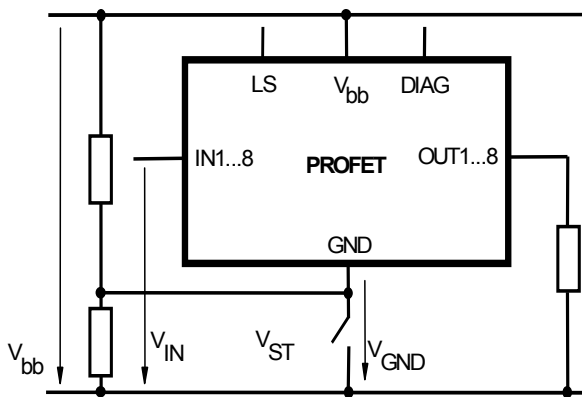 LS
V_bb
DIAG
IN1...8
PROFET
OUT1...8
GND
V_bb
V_IN
V_ST
V_GND